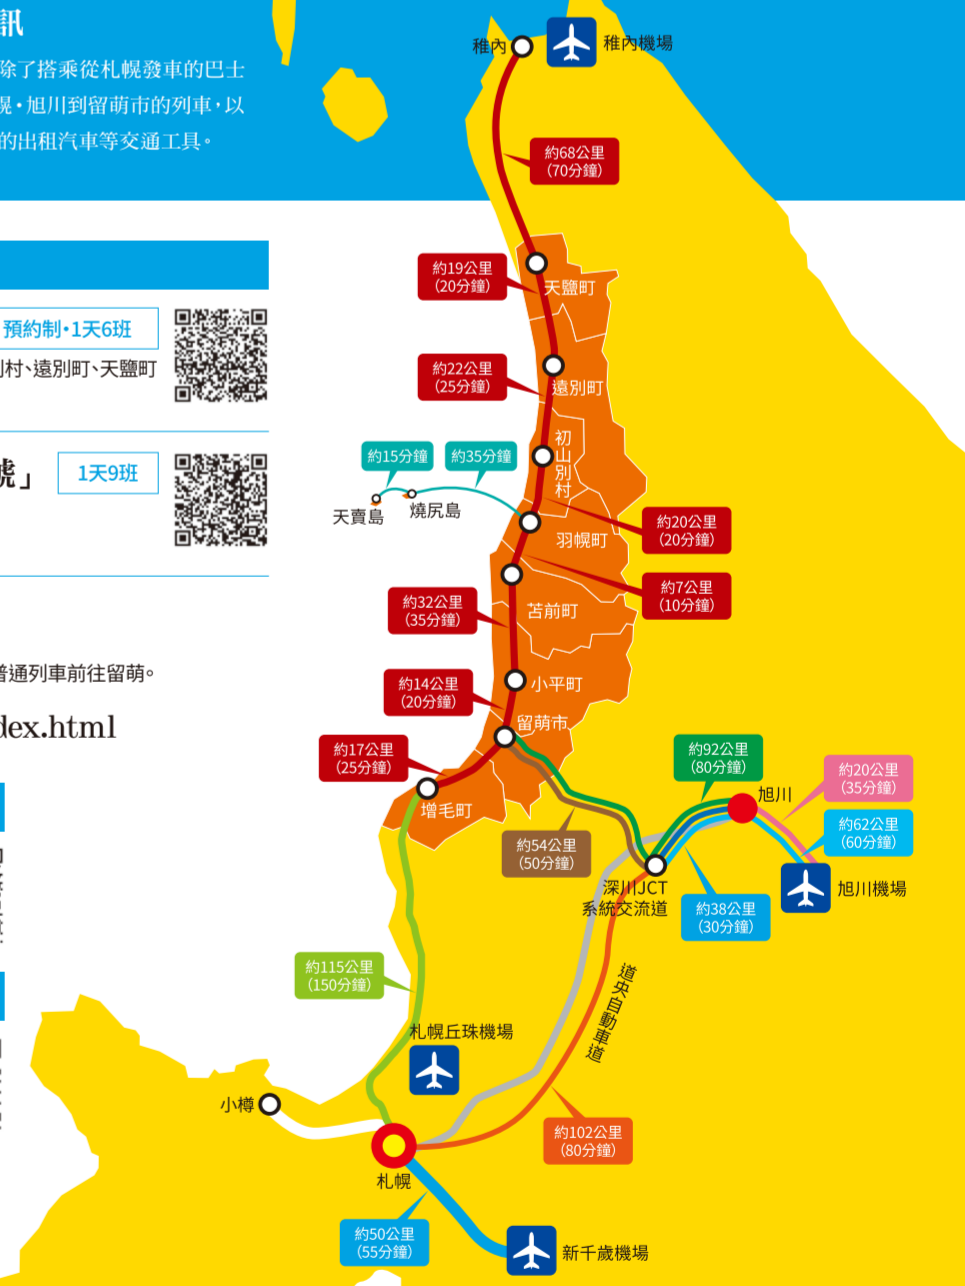 訊
除了搭乘從札幌發車的巴士
幌・旭川到留萌市的列車，以
的出租汽車等交通工具。
預約制・1天6班
別村、遠別町、天鹽町
號」
1天9班
普通列車前往留萌。
dex.html
稚內
稚內機場
約68公里
（70分鐘）
約19公里
（20分鐘）
天鹽町
約22公里
（25分鐘）
遠別町
初山別村
約15分鐘
約35分鐘
天賣島
燒尻島
約20公里
（20分鐘）
羽幌町
約7公里
（10分鐘）
約32公里
（35分鐘）
苫前町
約14公里
（20分鐘）
小平町
留萌市
約17公里
（25分鐘）
增毛町
約92公里
（80分鐘）
旭川
約20公里
（35分鐘）
約62公里
（60分鐘）
約54公里
（50分鐘）
深川JCT
系統交流道
旭川機場
約38公里
（30分鐘）
約115公里
（150分鐘）
道央自動車道
札幌丘珠機場
小樽
約102公里
（80分鐘）
札幌
約50公里
（55分鐘）
新千歲機場